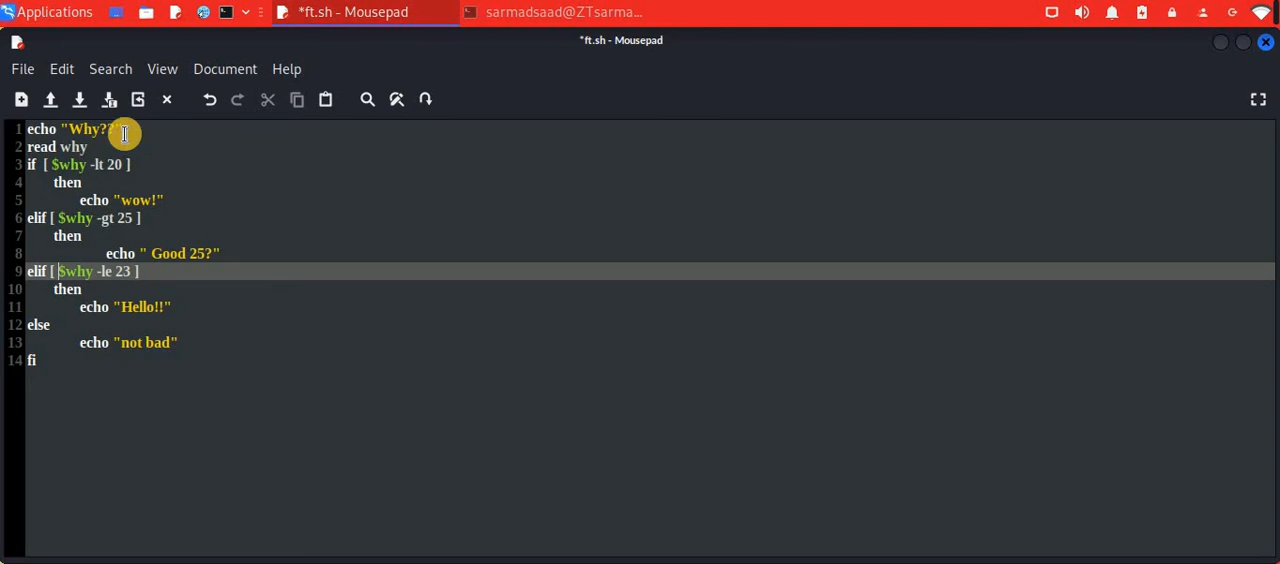 Applications *ft.sh - Mousepad sarmadsaad@ZTsarma...
*ft.sh - Mousepad
File Edit Search View Document Help
1 echo "Why??"
2 read why
3 if [ $why -lt 20 ]
4 then
5 echo "wow!"
6 elif [ $why -gt 25 ]
7 then
8 echo " Good 25?"
9 elif [ $why -le 23 ]
10 then
11 echo "Hello!!"
12 else
13 echo "not bad"
14 fi